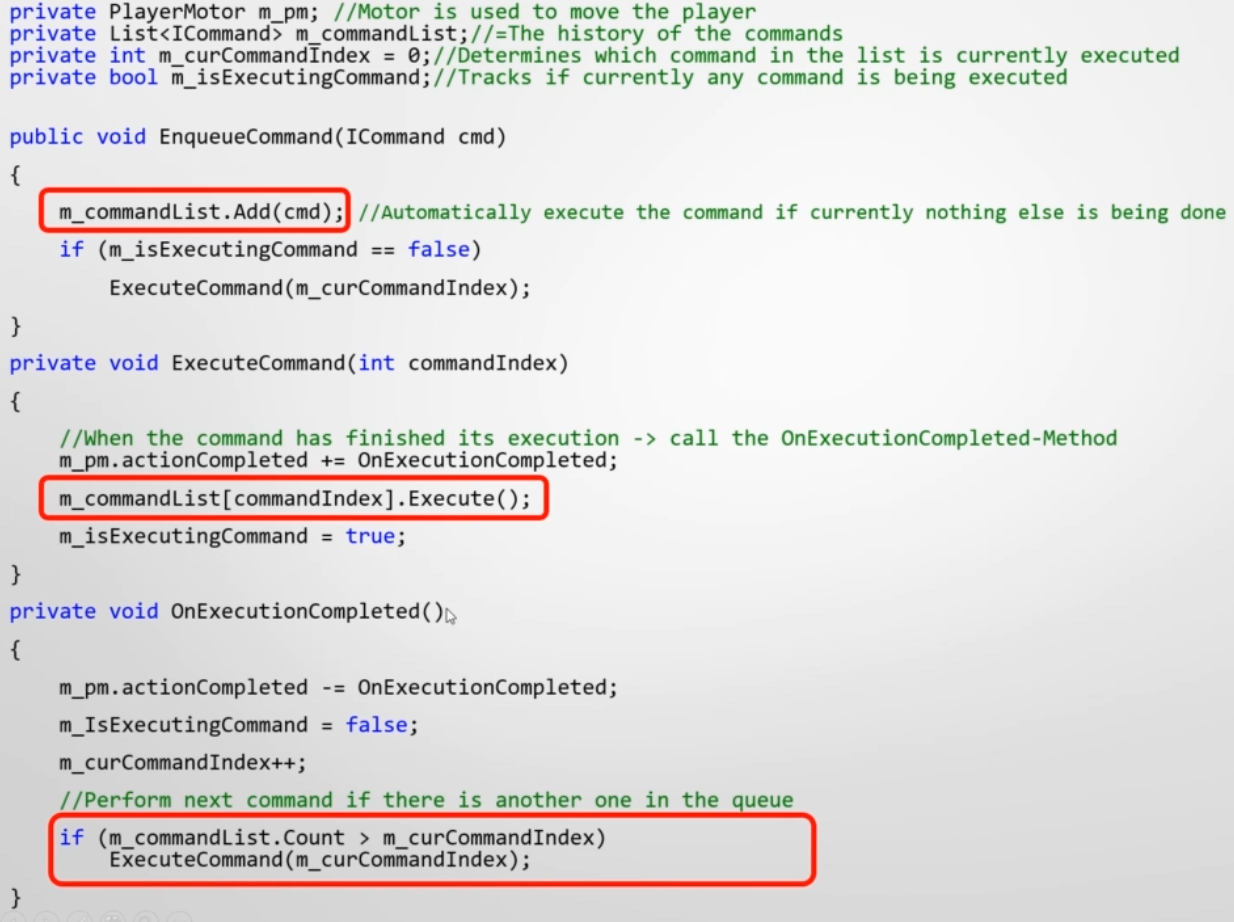 private PlayerMotor m_pm; //Motor is used to move the player
private List<ICommand> m_commandList;//=The history of the commands
private int m_curCommandIndex = 0;//Determines which command in the list is currently executed
private bool m_isExecutingCommand;//Tracks if currently any command is being executed
public void EnqueueCommand(ICommand cmd)
{
m_commandList.Add(cmd); //Automatically execute the command if currently nothing else is being done
if (m_isExecutingCommand == false)
ExecuteCommand(m_curCommandIndex);
}
private void ExecuteCommand(int commandIndex)
{
//When the command has finished its execution -> call the OnExecutionCompleted-Method
m_pm.actionCompleted += OnExecutionCompleted;
m_commandList[commandIndex].Execute();
m_isExecutingCommand = true;
}
private void OnExecutionCompleted()
{
m_pm.actionCompleted -= OnExecutionCompleted;
m_IsExecutingCommand = false;
m_curCommandIndex++;
//Perform next command if there is another one in the queue
if (m_commandList.Count > m_curCommandIndex)
ExecuteCommand(m_curCommandIndex);
}